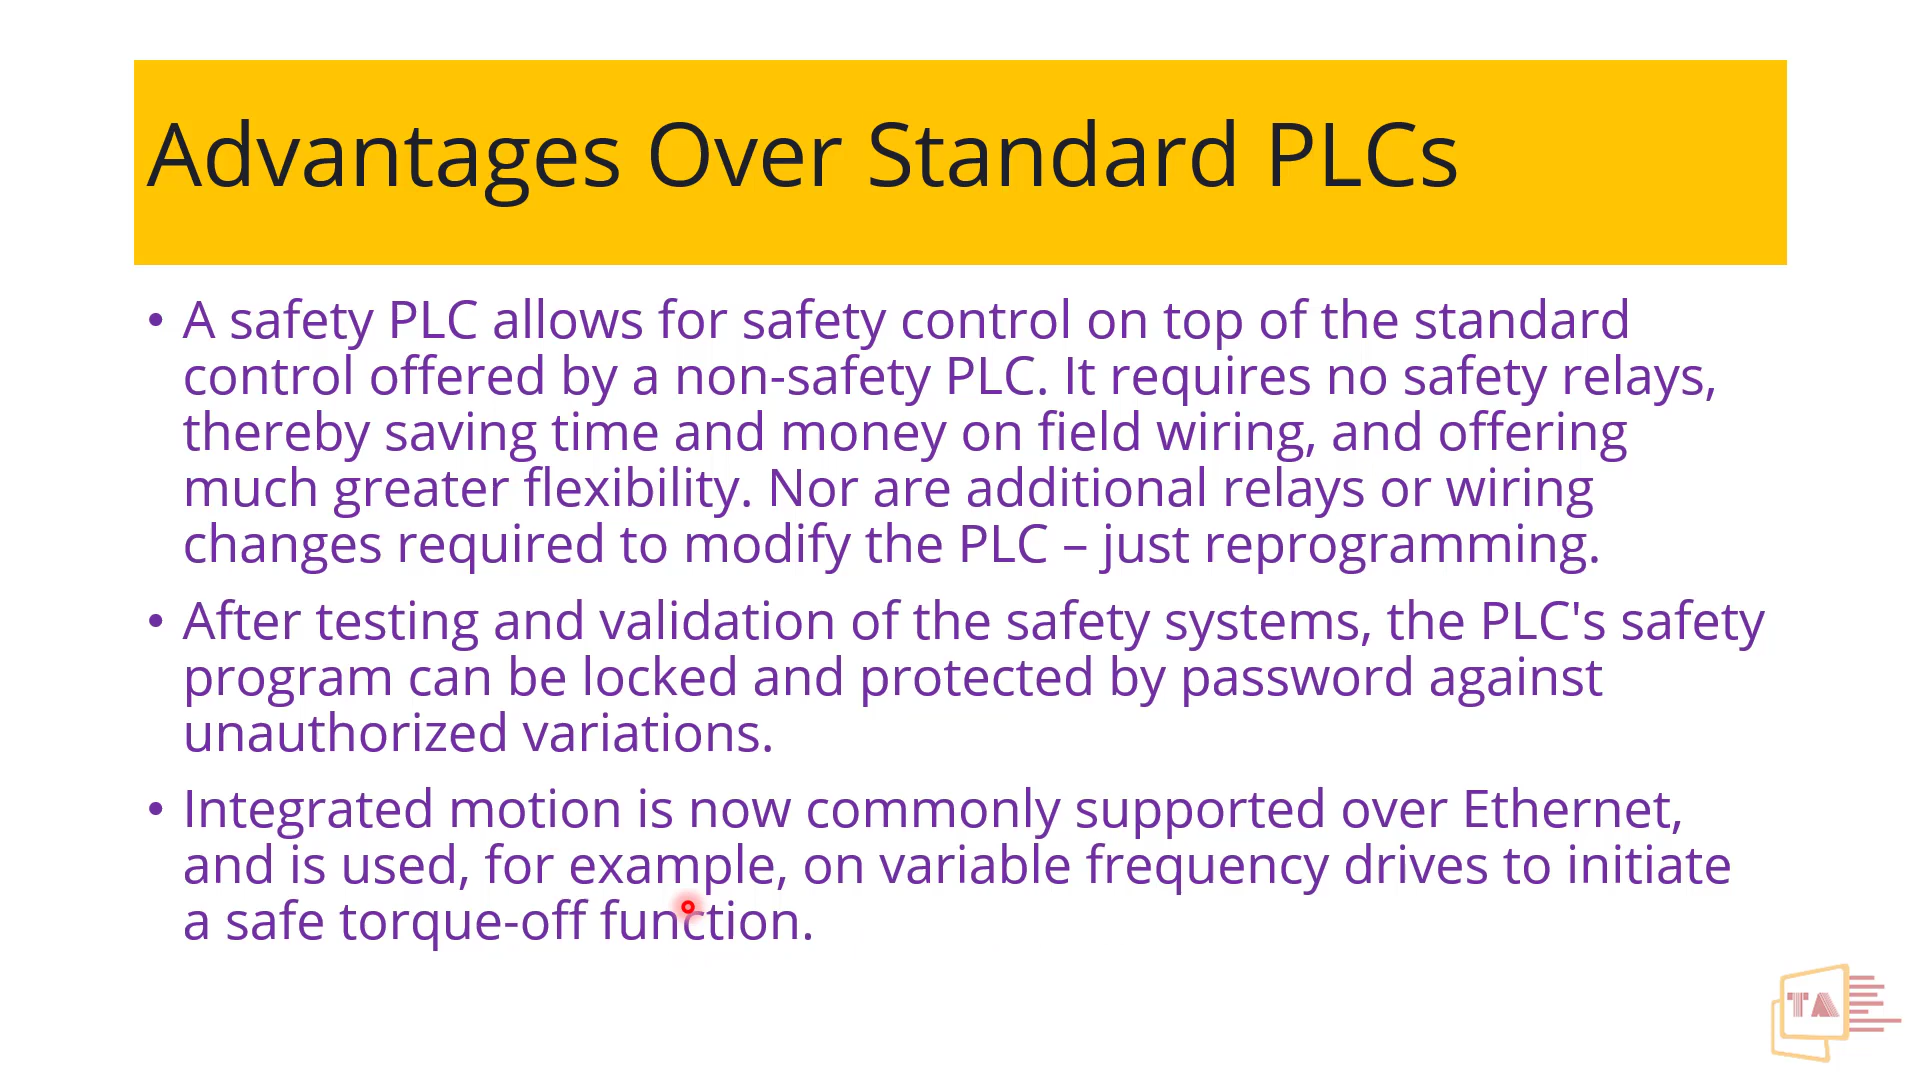 Advantages Over Standard PLCs
• A safety PLC allows for safety control on top of the standard
control offered by a non-safety PLC. It requires no safety relays,
thereby saving time and money on field wiring, and offering
much greater flexibility. Nor are additional relays or wiring
changes required to modify the PLC – just reprogramming.
• After testing and validation of the safety systems, the PLC's safety
program can be locked and protected by password against
unauthorized variations.
• Integrated motion is now commonly supported over Ethernet,
and is used, for example, on variable frequency drives to initiate
a safe torque-off function.
TA